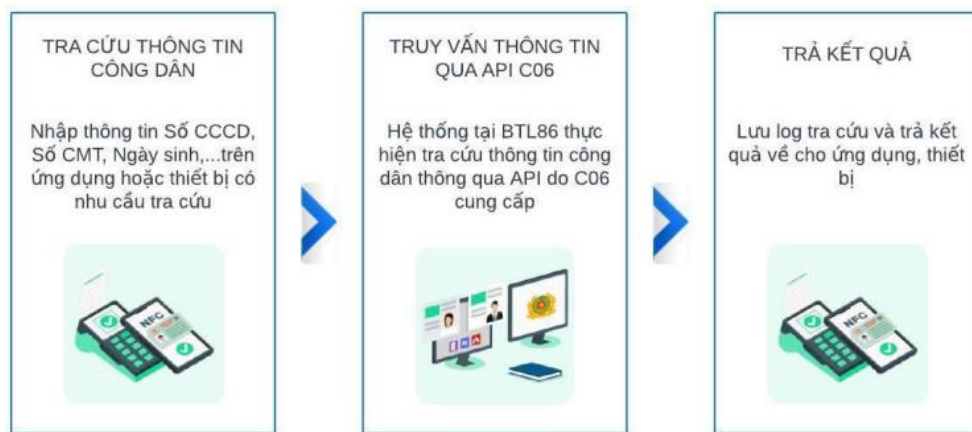 TRA CỨU THÔNG TIN
CÔNG DÂN
Nhập thông tin Số CCCD,
Số CMT, Ngày sinh,...trên
ứng dụng hoặc thiết bị có
nhu cầu tra cứu
NFC
TRUY VẤN THÔNG TIN
QUA API C06
Hệ thống tại BTL86 thực
hiện tra cứu thông tin công
dân thông qua API do C06
cung cấp
TRẢ KẾT QUẢ
Lưu log tra cứu và trả kết
quả về cho ứng dụng, thiết
bị
NFC